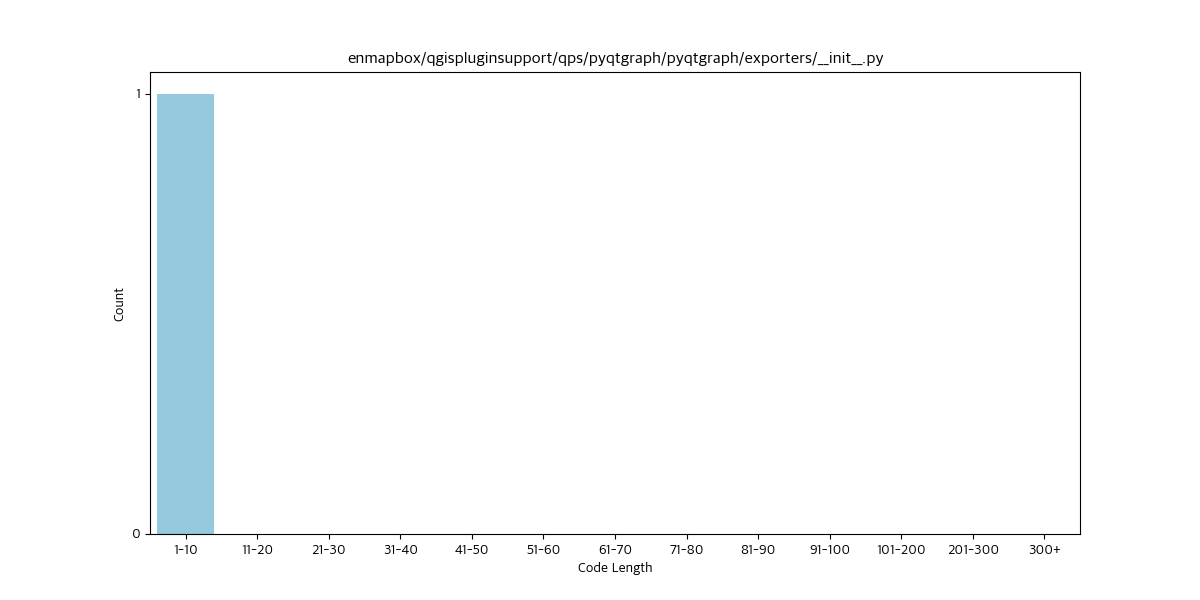 enmapbox/qgispluginsupport/qps/pyqtgraph/pyqtgraph/exporters/__init__.py
1
Count
0
1-10 11-20 21-30 31-40 41-50 51-60 61-70 71-80 81-90 91-100 101-200 201-300 300+
Code Length